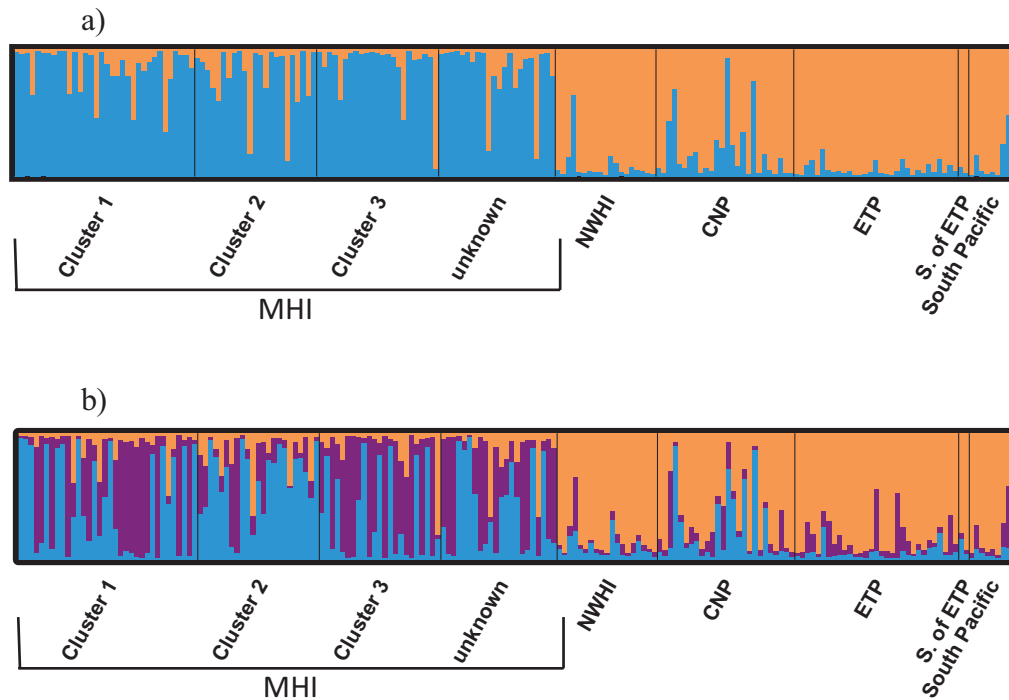 a)
Cluster 1
Cluster 2
Cluster 3
unknown
NWHI
CNP
ETP
S. of ETP
South Pacific
MHI
b)
Cluster 1
Cluster 2
Cluster 3
unknown
NWHI
CNP
ETP
S. of ETP
South Pacific
MHI